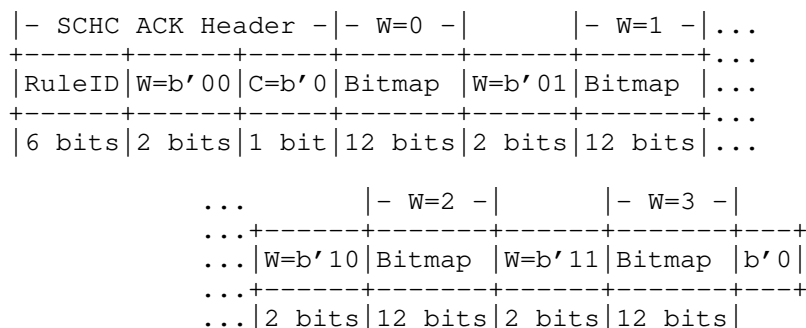 |- SCHC ACK Header -|- W=0 -|      |- W=1 -|...
+------+------+-----+-------+------+-------+...
|RuleID|W=b'00|C=b'0|Bitmap |W=b'01|Bitmap |...
+------+------+-----+-------+------+-------+...
|6 bits|2 bits|1 bit|12 bits|2 bits|12 bits|...
...       |- W=2 -|      |- W=3 -|
...+------+-------+------+-------+---+
...|W=b'10|Bitmap |W=b'11|Bitmap |b'0|
...+------+-------+------+-------+---+
...|2 bits|12 bits|2 bits|12 bits|